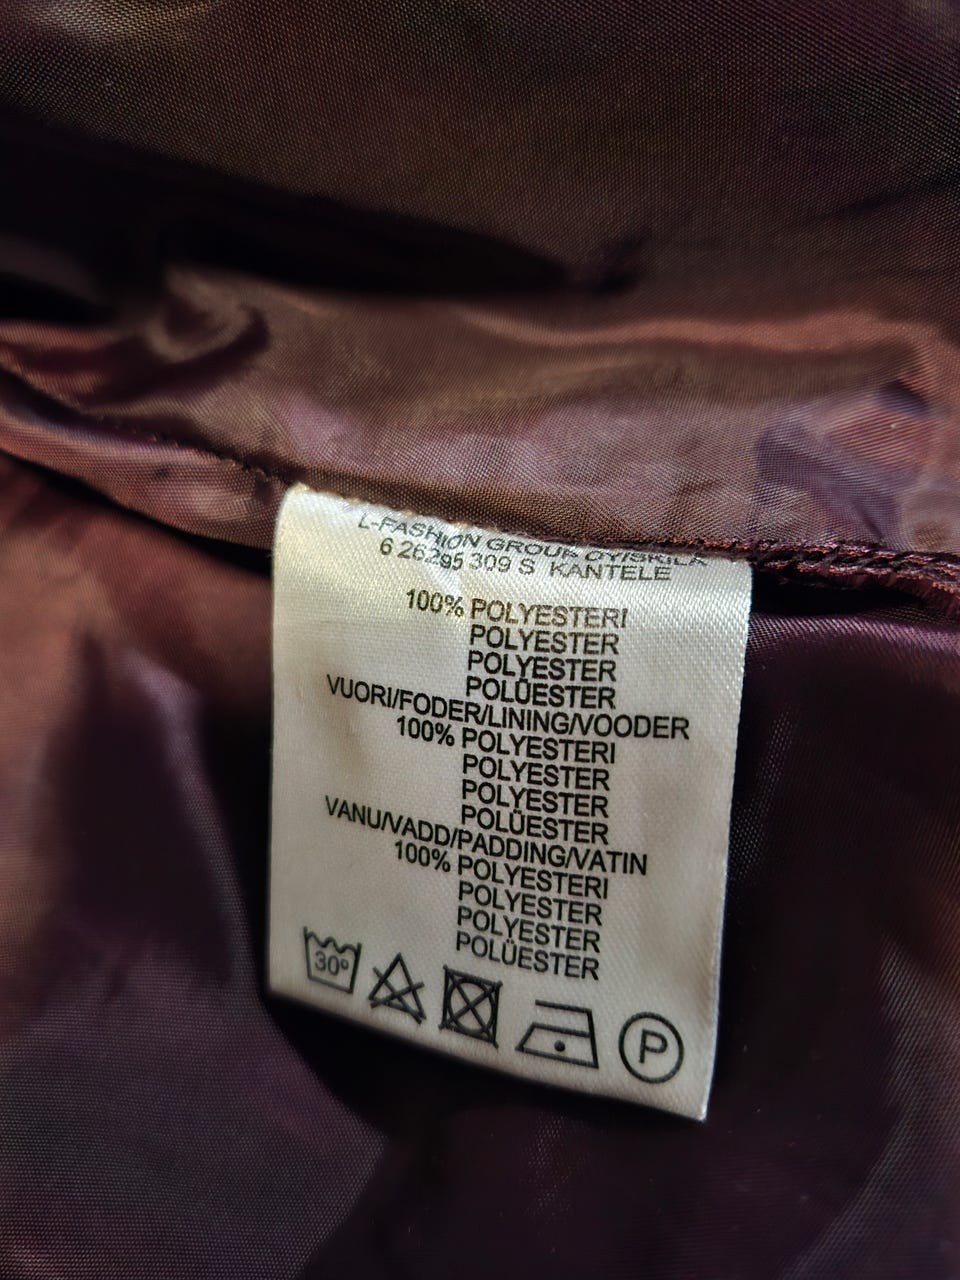 L-FASHION GROUP OY/SKILA
6 26295 309 S KANTELE
100% POLYESTERI
POLYESTER
POLYESTER
POLÜESTER
VUORI/FODER/LINING/VOODER
100% POLYESTERI
POLYESTER
POLYESTER
POLÜESTER
VANU/VADD/PADDING/VATIN
100% POLYESTERI
POLYESTER
POLYESTER
POLÜESTER
30° P